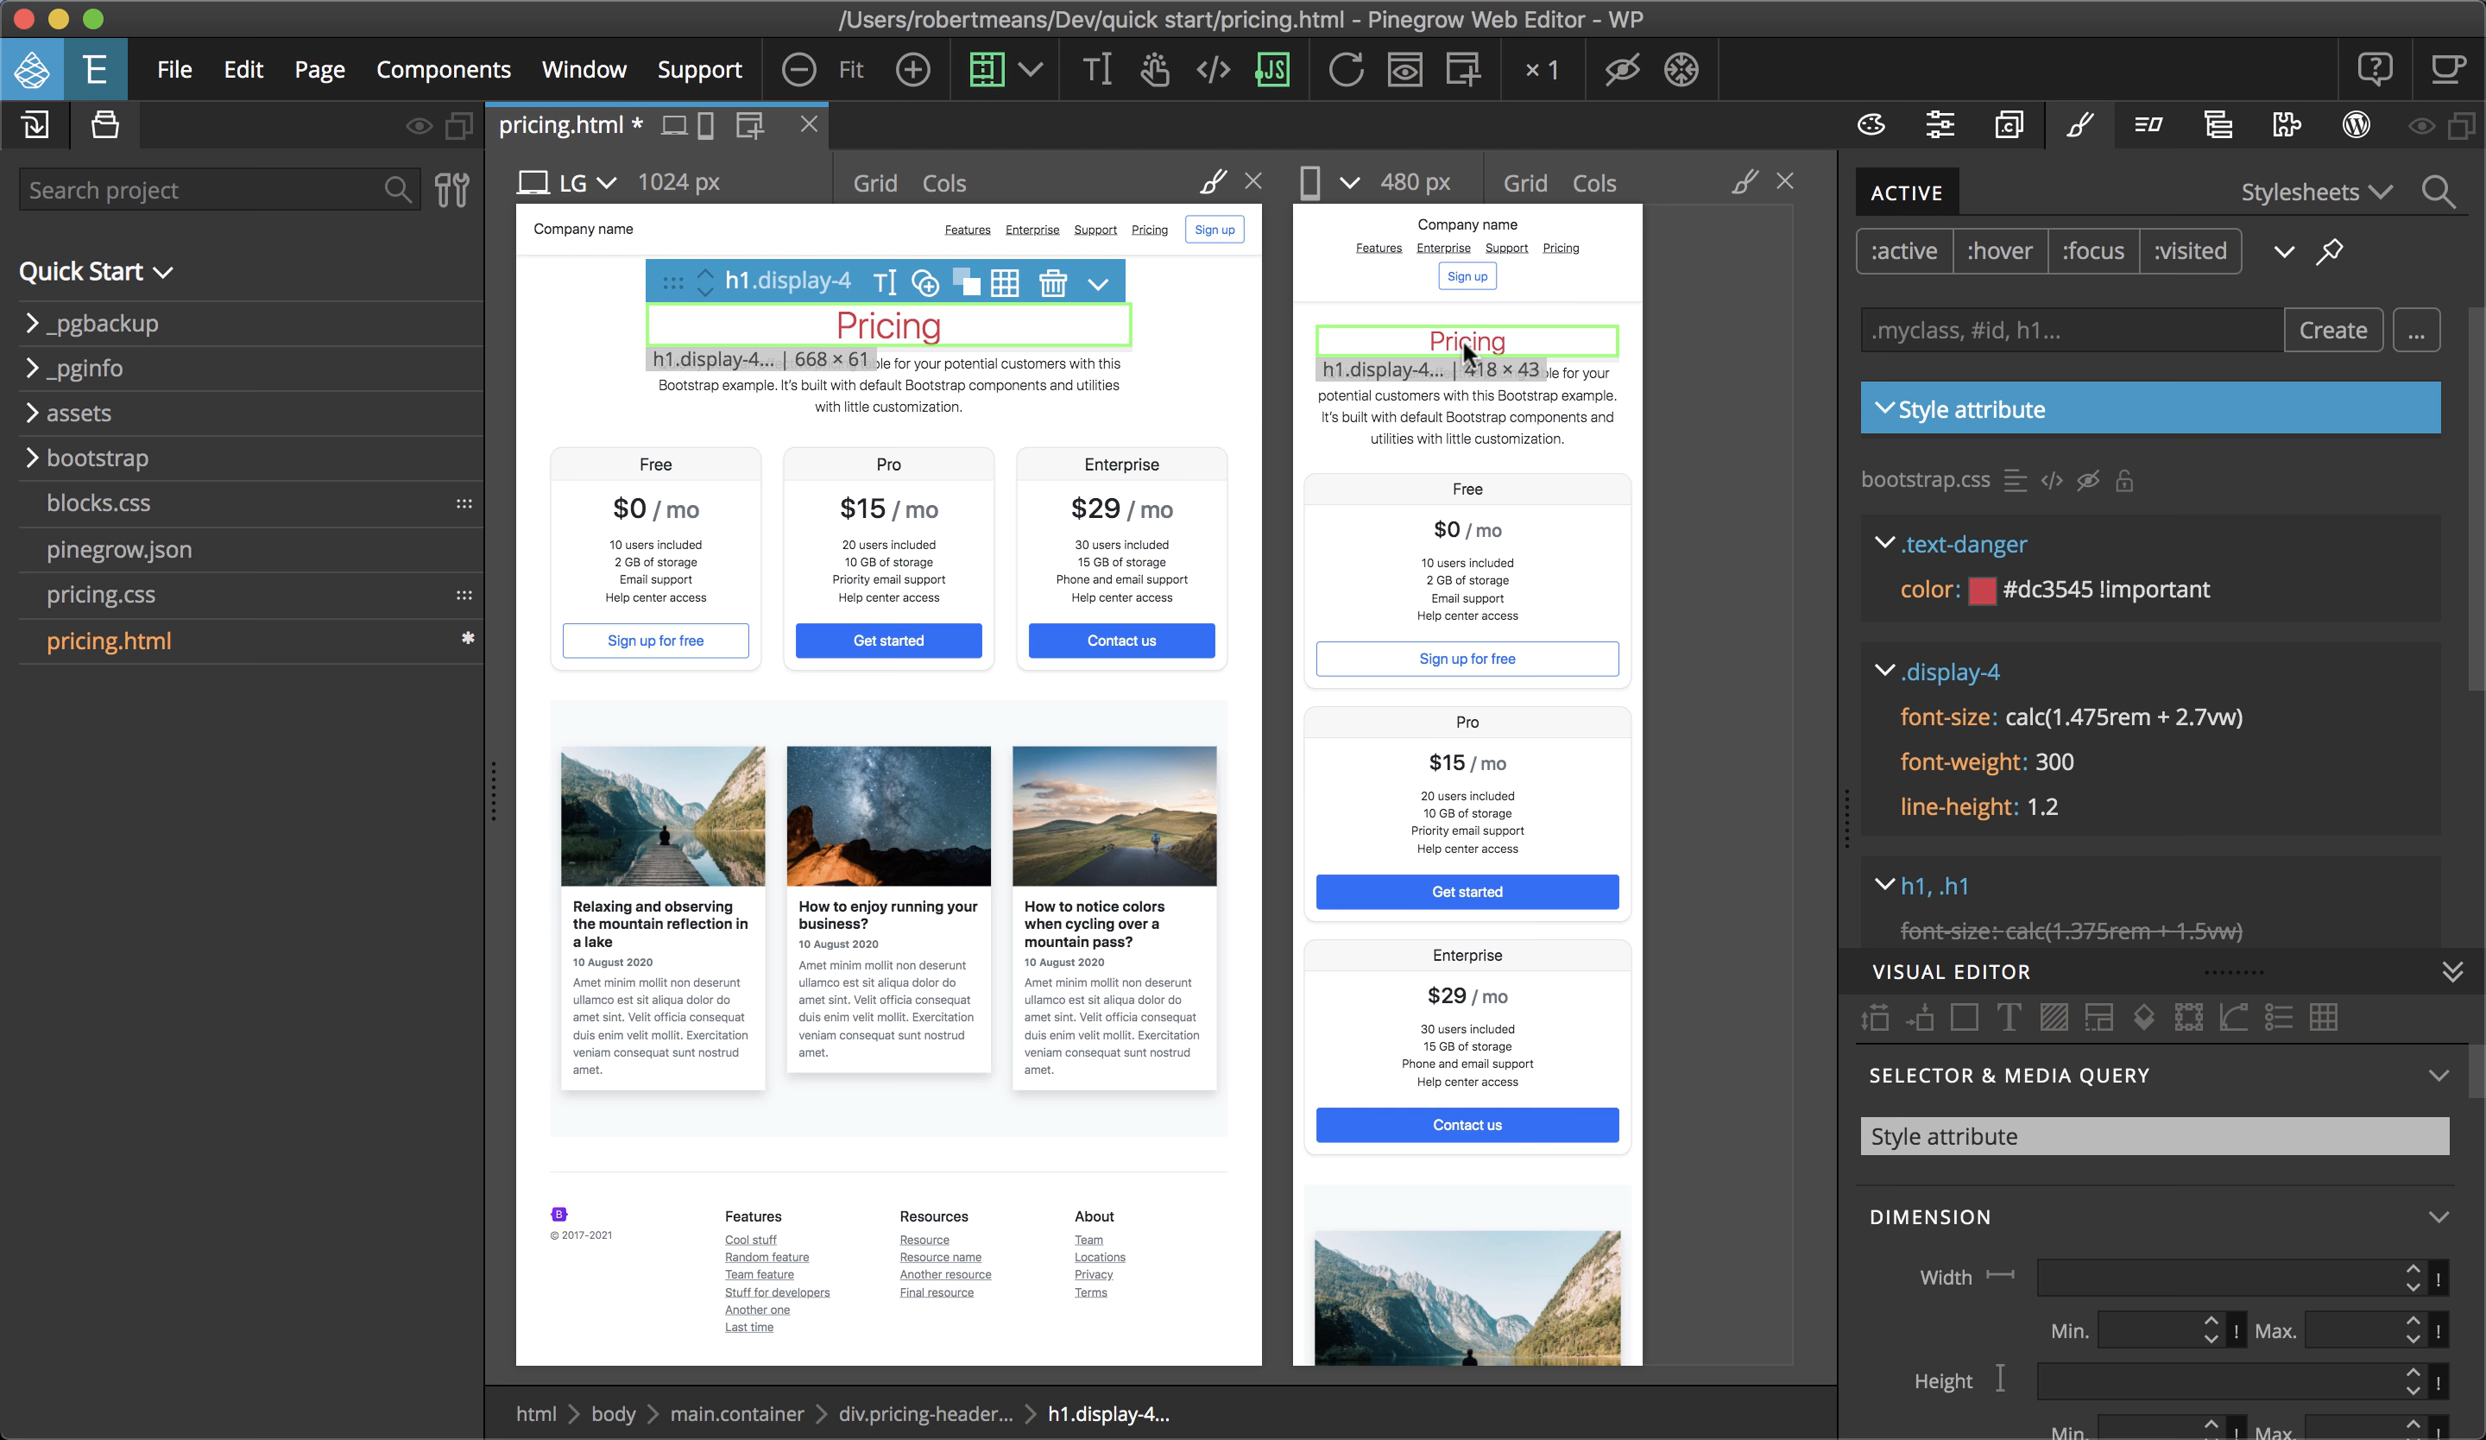 /Users/robertmeans/Dev/quick start/pricing.html - Pinegrow Web Editor - WP
File Edit Page Components Window Support Fit JS × 1
pricing.html *
Search project
Quick Start
_pgbackup
_pginfo
assets
bootstrap
blocks.css
pinegrow.json
pricing.css
pricing.html *
LG 1024 px Grid Cols
Company name Features Enterprise Support Pricing Sign up
h1.display-4
Pricing
h1.display-4... | 668 × 61 ble for your potential customers with this
Bootstrap example. It's built with default Bootstrap components and utilities
with little customization.
Free
$0 / mo
10 users included
2 GB of storage
Email support
Help center access
Sign up for free
Pro
$15 / mo
20 users included
10 GB of storage
Priority email support
Help center access
Get started
Enterprise
$29 / mo
30 users included
15 GB of storage
Phone and email support
Help center access
Contact us
Relaxing and observing
the mountain reflection in
a lake
10 August 2020
Amet minim mollit non deserunt
ullamco est sit aliqua dolor do
amet sint. Velit officia consequat
duis enim velit mollit. Exercitation
veniam consequat sunt nostrud
amet.
How to enjoy running your
business?
10 August 2020
Amet minim mollit non deserunt
ullamco est sit aliqua dolor do
amet sint. Velit officia consequat
duis enim velit mollit. Exercitation
veniam consequat sunt nostrud
amet.
How to notice colors
when cycling over a
mountain pass?
10 August 2020
Amet minim mollit non deserunt
ullamco est sit aliqua dolor do
amet sint. Velit officia consequat
duis enim velit mollit. Exercitation
veniam consequat sunt nostrud
amet.
B
© 2017-2021
Features
Cool stuff
Random feature
Team feature
Stuff for developers
Another one
Last time
Resources
Resource
Resource name
Another resource
Final resource
About
Team
Locations
Privacy
Terms
480 px Grid Cols
Company name
Features Enterprise Support Pricing
Sign up
Pricing
h1.display-4... | 418 × 43 le for your
potential customers with this Bootstrap example.
It's built with default Bootstrap components and
utilities with little customization.
Free
$0 / mo
10 users included
2 GB of storage
Email support
Help center access
Sign up for free
Pro
$15 / mo
20 users included
10 GB of storage
Priority email support
Help center access
Get started
Enterprise
$29 / mo
30 users included
15 GB of storage
Phone and email support
Help center access
Contact us
html body main.container div.pricing-header... h1.display-4...
ACTIVE Stylesheets
:active :hover :focus :visited
.myclass, #id, h1... Create ...
Style attribute
bootstrap.css
.text-danger
color: #dc3545 !important
.display-4
font-size: calc(1.475rem + 2.7vw)
font-weight: 300
line-height: 1.2
h1, .h1
font-size: calc(1.375rem + 1.5vw)
VISUAL EDITOR
SELECTOR & MEDIA QUERY
Style attribute
DIMENSION
Width !
Min. ! Max. !
Height !
Min. ! Max. !